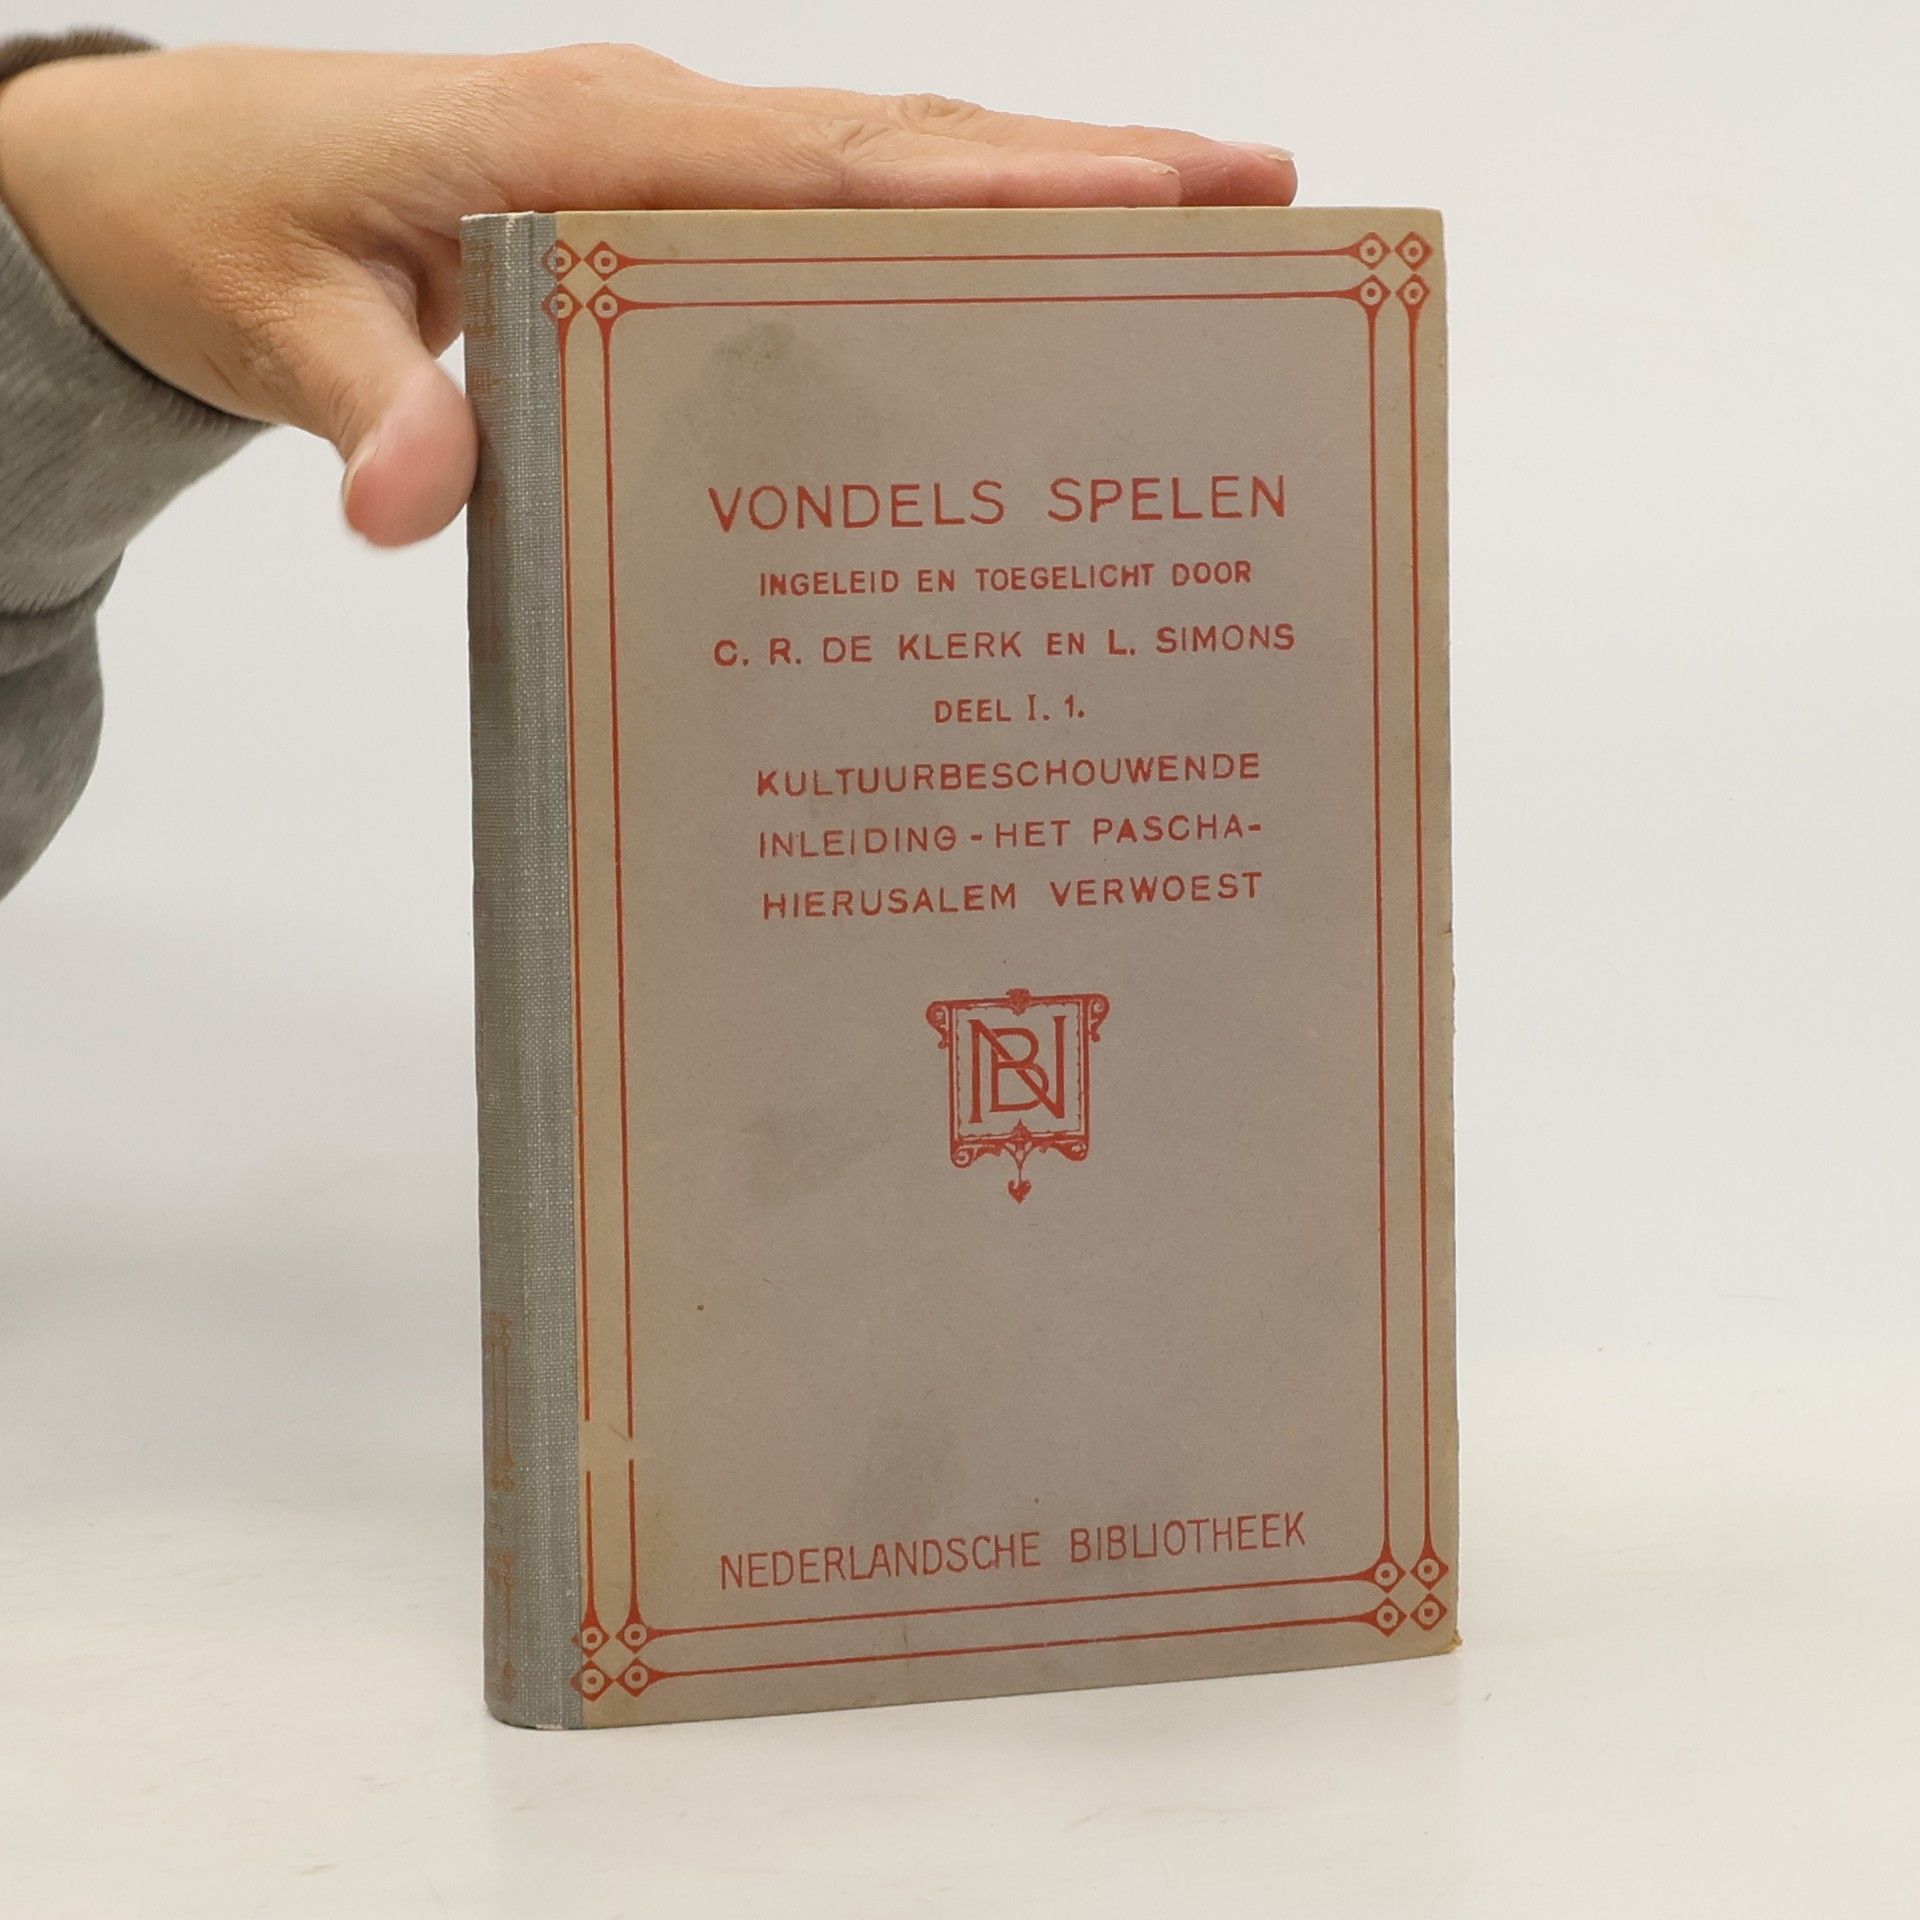 VONDELS SPELEN
INGELEID EN TOEGELICHT DOOR
C. R. DE KLERK EN L. SIMONS
DEEL I. 1.
KULTUURBESCHOUWENDE
INLEIDING - HET PASCHA-
HIERUSALEM VERWOEST
NB
NEDERLANDSCHE BIBLIOTHEEK